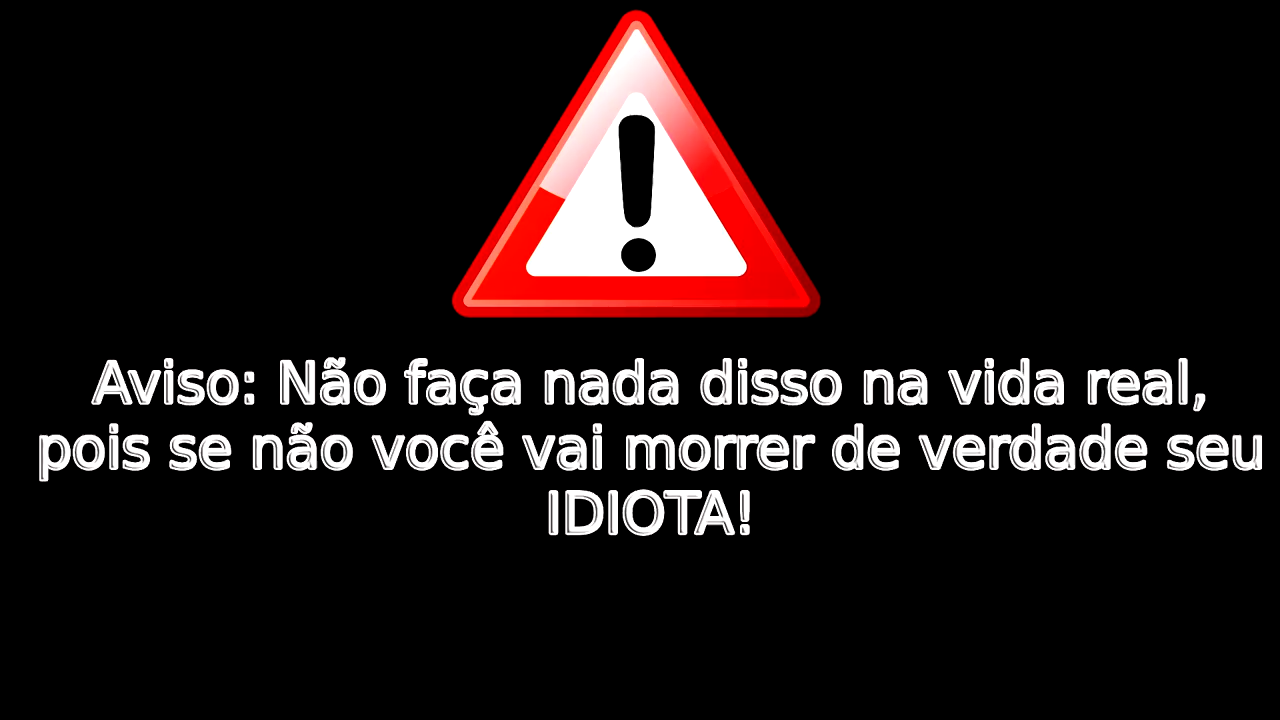 Aviso: Não faça nada disso na vida real,
pois se não você vai morrer de verdade seu
IDIOTA!